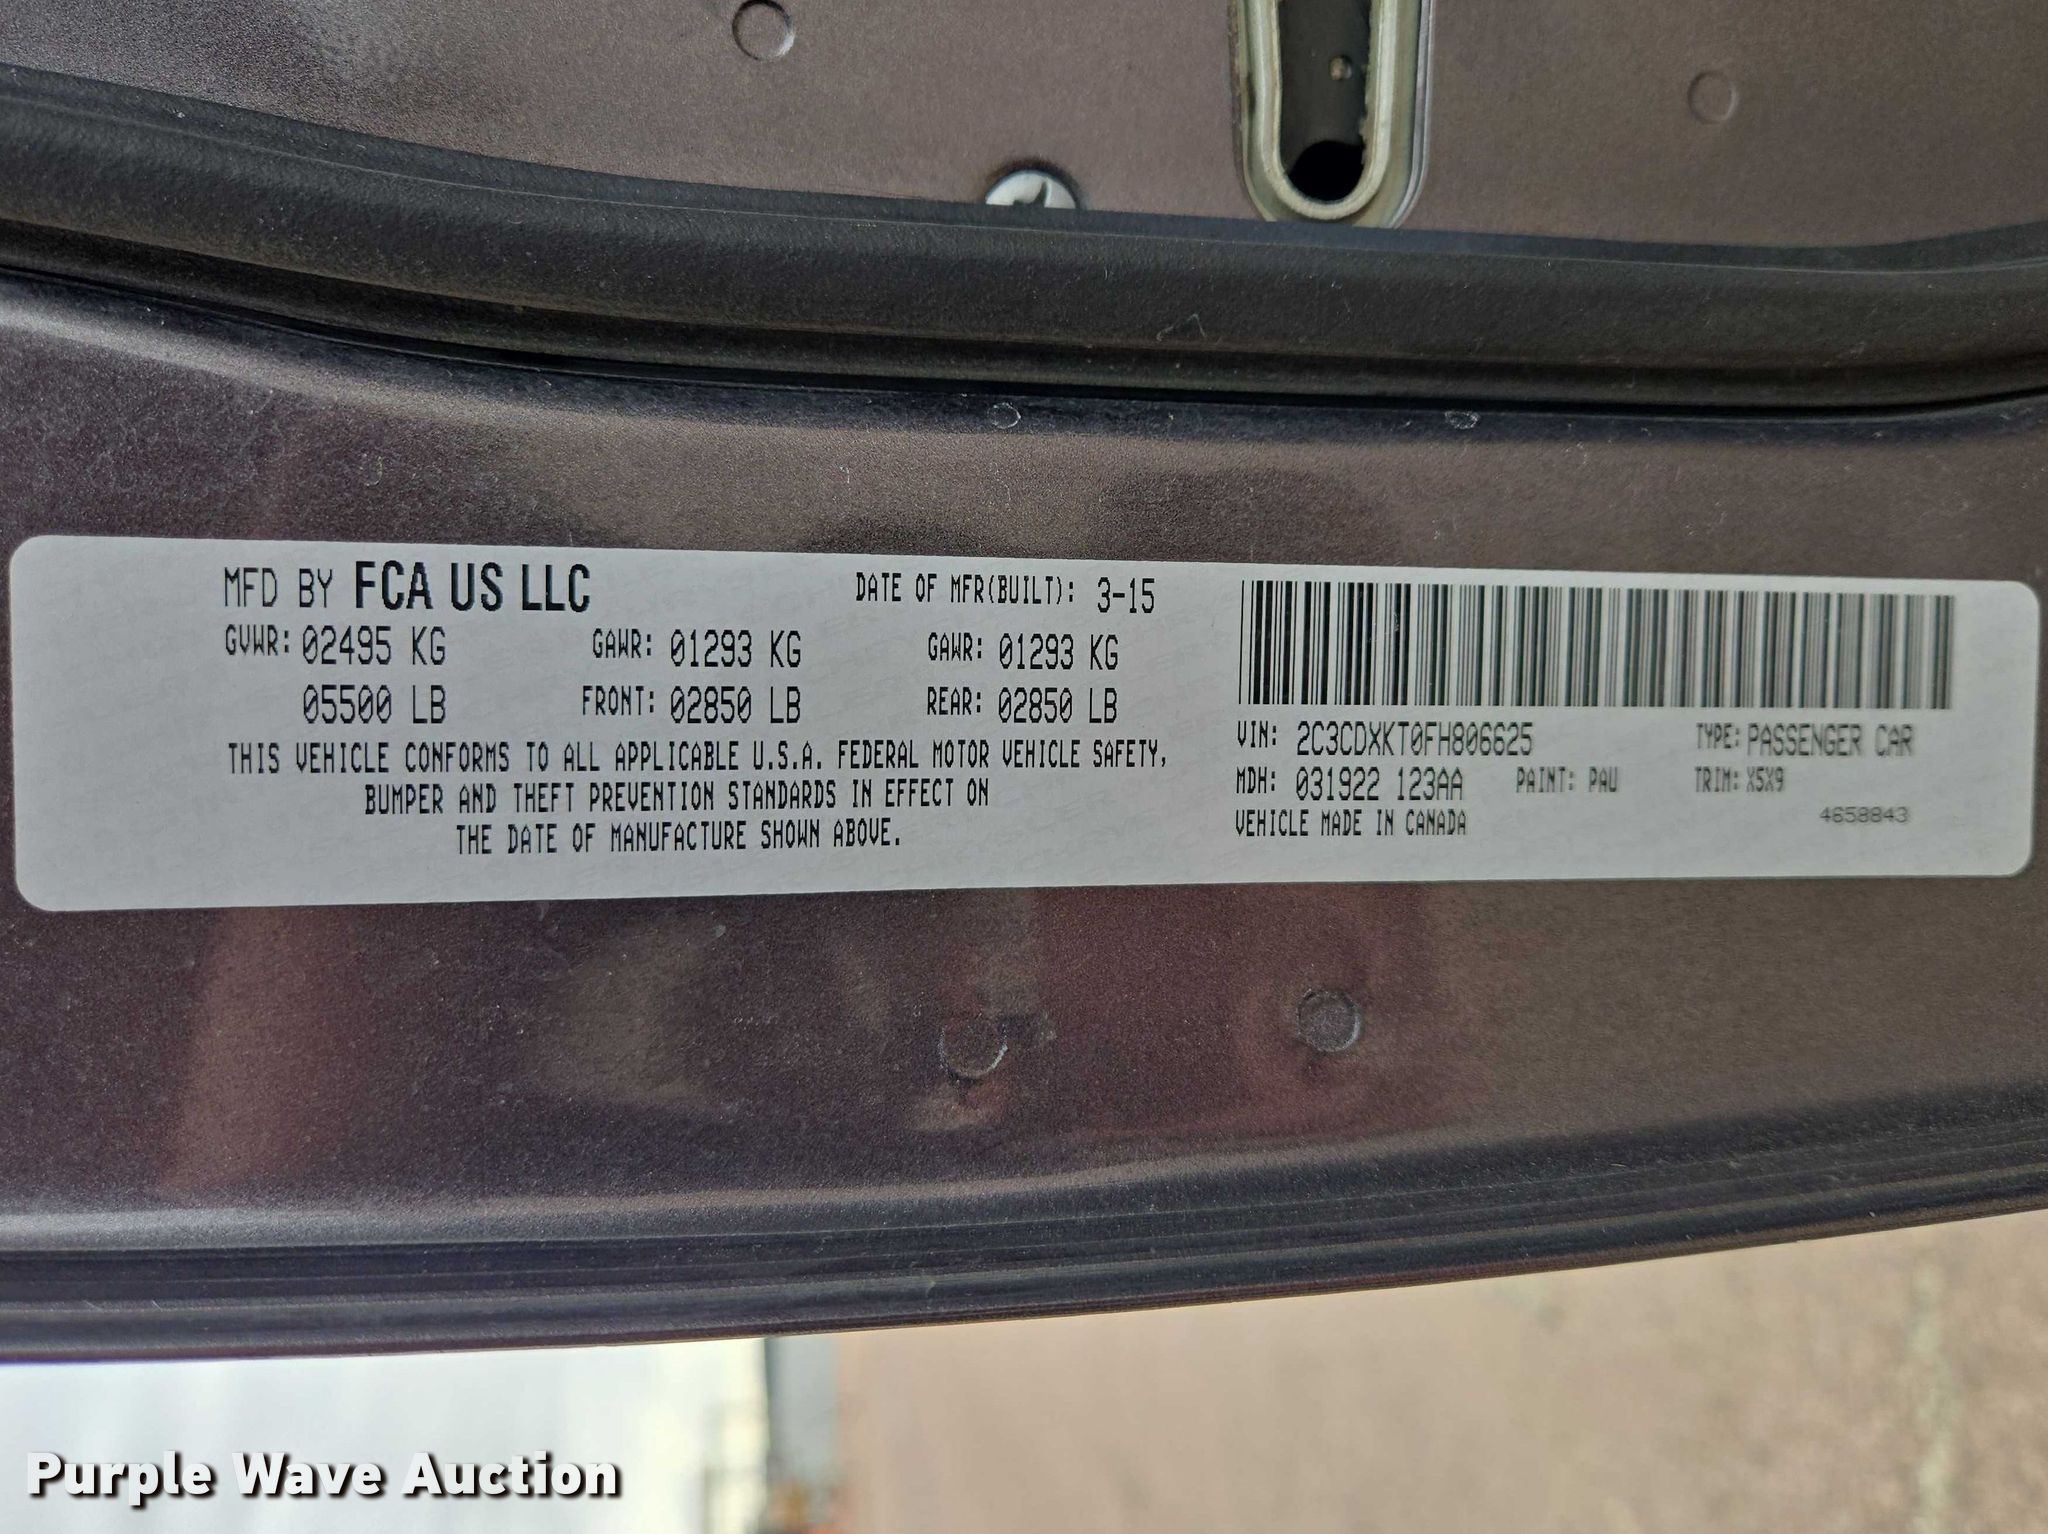 MFD BY FCA US LLC DATE OF MFR(BUILT): 3-15
GVWR: 02495 KG GAWR: 01293 KG GAWR: 01293 KG
05500 LB FRONT: 02850 LB REAR: 02850 LB
THIS VEHICLE CONFORMS TO ALL APPLICABLE U.S.A. FEDERAL MOTOR VEHICLE SAFETY,
BUMPER AND THEFT PREVENTION STANDARDS IN EFFECT ON
THE DATE OF MANUFACTURE SHOWN ABOVE.
VIN: 2C3CDXKT0FH806625 TYPE: PASSENGER CAR
MDH: 031922 123AA PAINT: PAU TRIM: X5X9
VEHICLE MADE IN CANADA 4658843
Purple Wave Auction